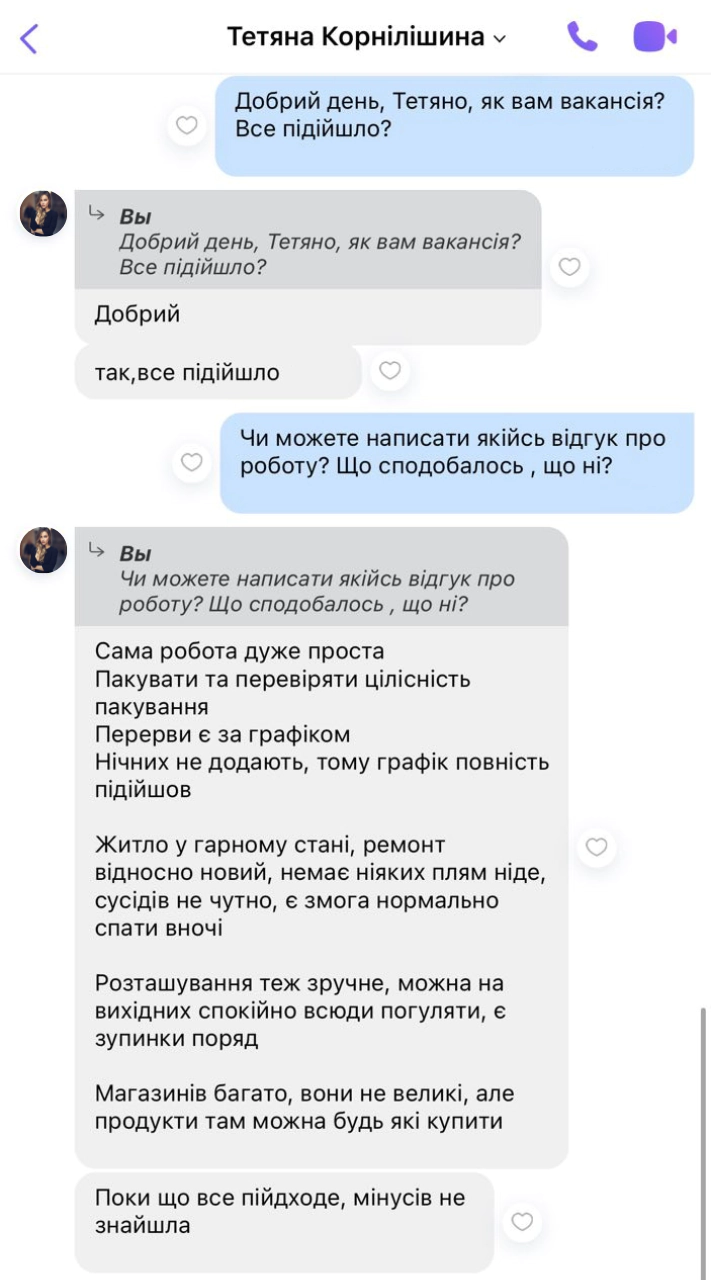 Тетяна Корнілішина
Добрий день, Тетяно, як вам вакансія?
Все підійшло?
Вы
Добрий день, Тетяно, як вам вакансія?
Все підійшло?
Добрий
так,все підійшло
Чи можете написати якійсь відгук про
роботу? Що сподобалось , що ні?
Вы
Чи можете написати якійсь відгук про
роботу? Що сподобалось , що ні?
Сама робота дуже проста
Пакувати та перевіряти цілісність
пакування
Перерви є за графіком
Нічних не додають, тому графік повність
підійшов
Житло у гарному стані, ремонт
відносно новий, немає ніяких плям ніде,
сусідів не чутно, є змога нормально
спати вночі
Розташування теж зручне, можна на
вихідних спокійно всюди погуляти, є
зупинки поряд
Магазинів багато, вони не великі, але
продукти там можна будь які купити
Поки що все пійдходе, мінусів не
знайшла